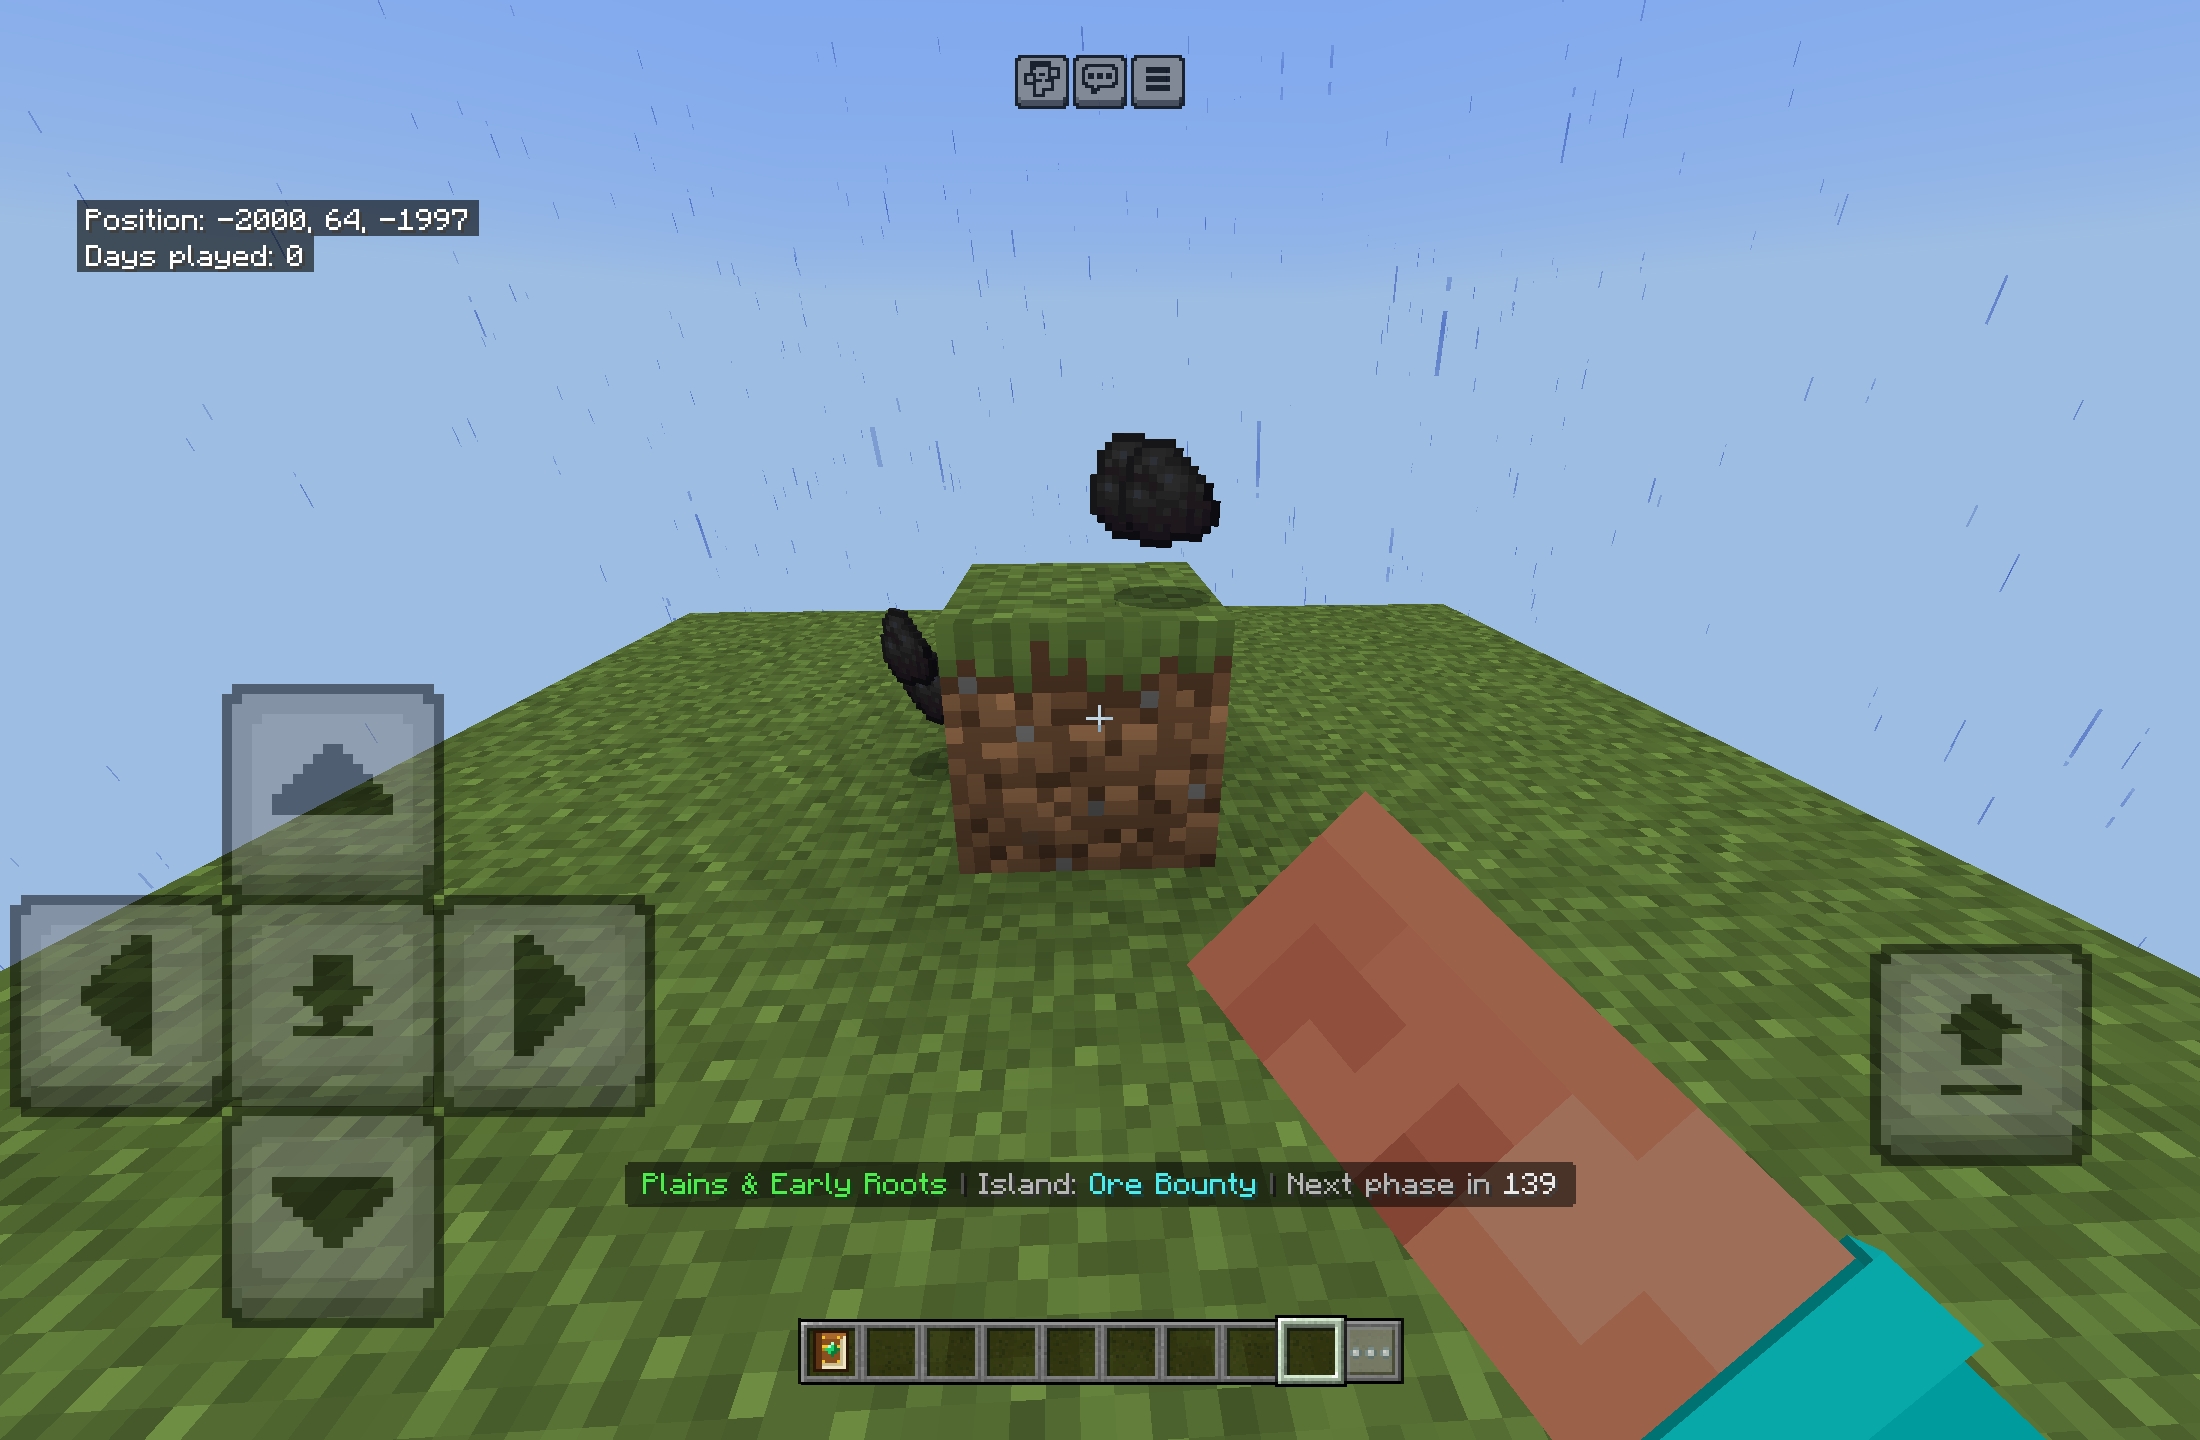 Position: -2000, 64, -1997
Days played: 0
Plains & Early Roots | Island: Ore Bounty | Next phase in 139